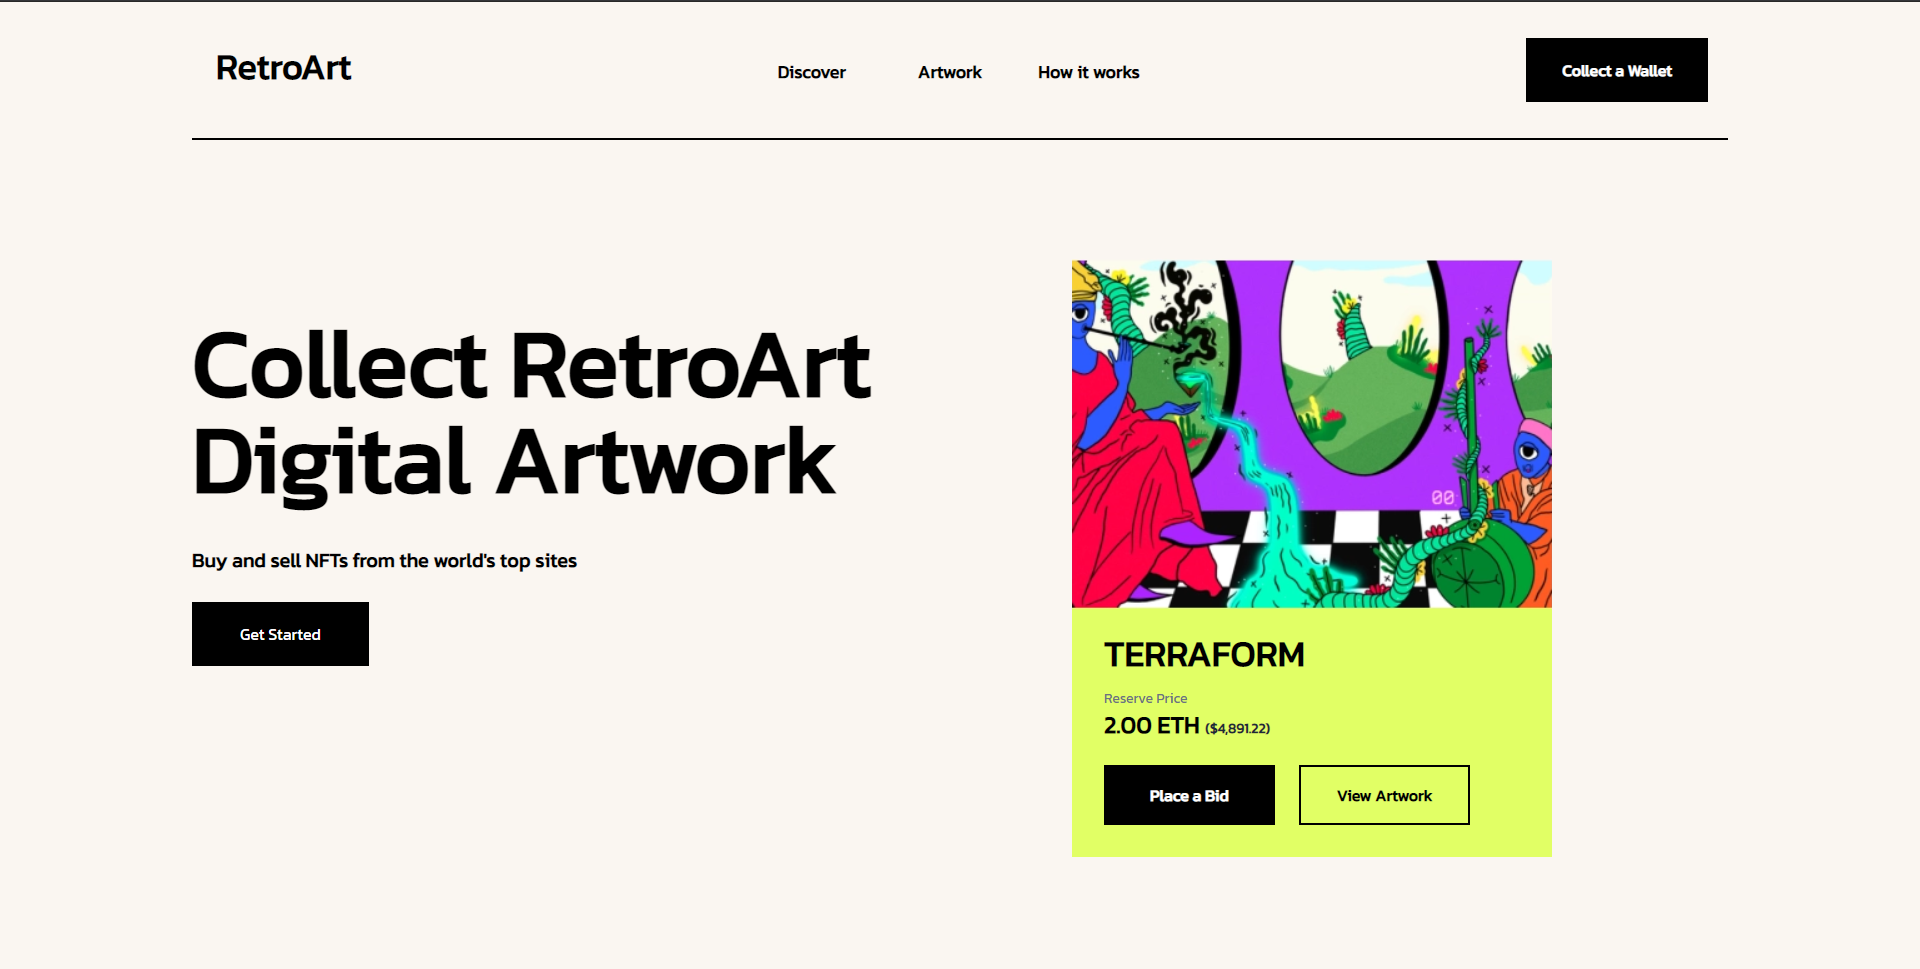 RetroArt
Discover
Artwork
How it works
Collect a Wallet
Collect RetroArt
Digital Artwork
Buy and sell NFTs from the world's top sites
Get Started
00
TERRAFORM
Reserve Price
2.00 ETH ($4,891.22)
Place a Bid
View Artwork